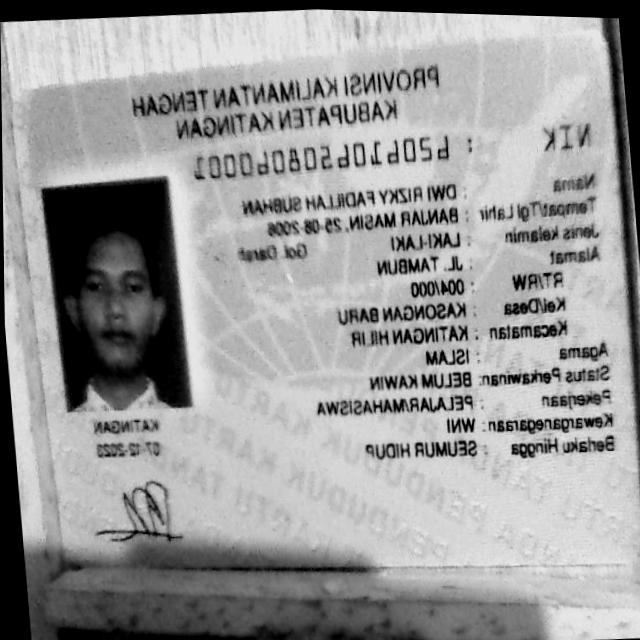 PROVINSI KALIMANTAN TENGAH
KABUPATEN KATINGAN
NIK :
Nama : DWI RIZKY FADILLAH SUBHAN
Tempat/Tgl Lahir : BANJAR MASIN, 25-08-2006
Jenis kelamin : LAKI-LAKI Gol Darah
Alamat : JL. TAMBUN
RT/RW : 004/000
Kel/Desa : KASONGAN BARU
Kecamatan : KATINGAN HILIR
Agama : ISLAM
Status Perkawinan: BELUM KAWIN
Pekerjaan : PELAJAR/MAHASISWA
Kewarganegaraan: WNI
Berlaku Hingga : SEUMUR HIDUP
KATINGAN
07-12-2023